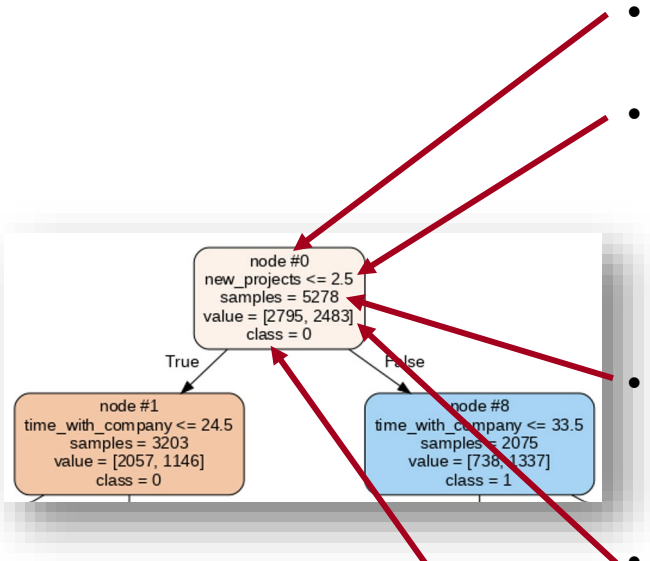 node #0
new_projects <= 2.5
samples = 5278
value = [2795, 2483]
class = 0
True
False
node #1
time_with_company <= 24.5
samples = 3203
value = [2057, 1146]
class = 0
node #8
time_with_company <= 33.5
samples = 2075
value = [738, 1337]
class = 1